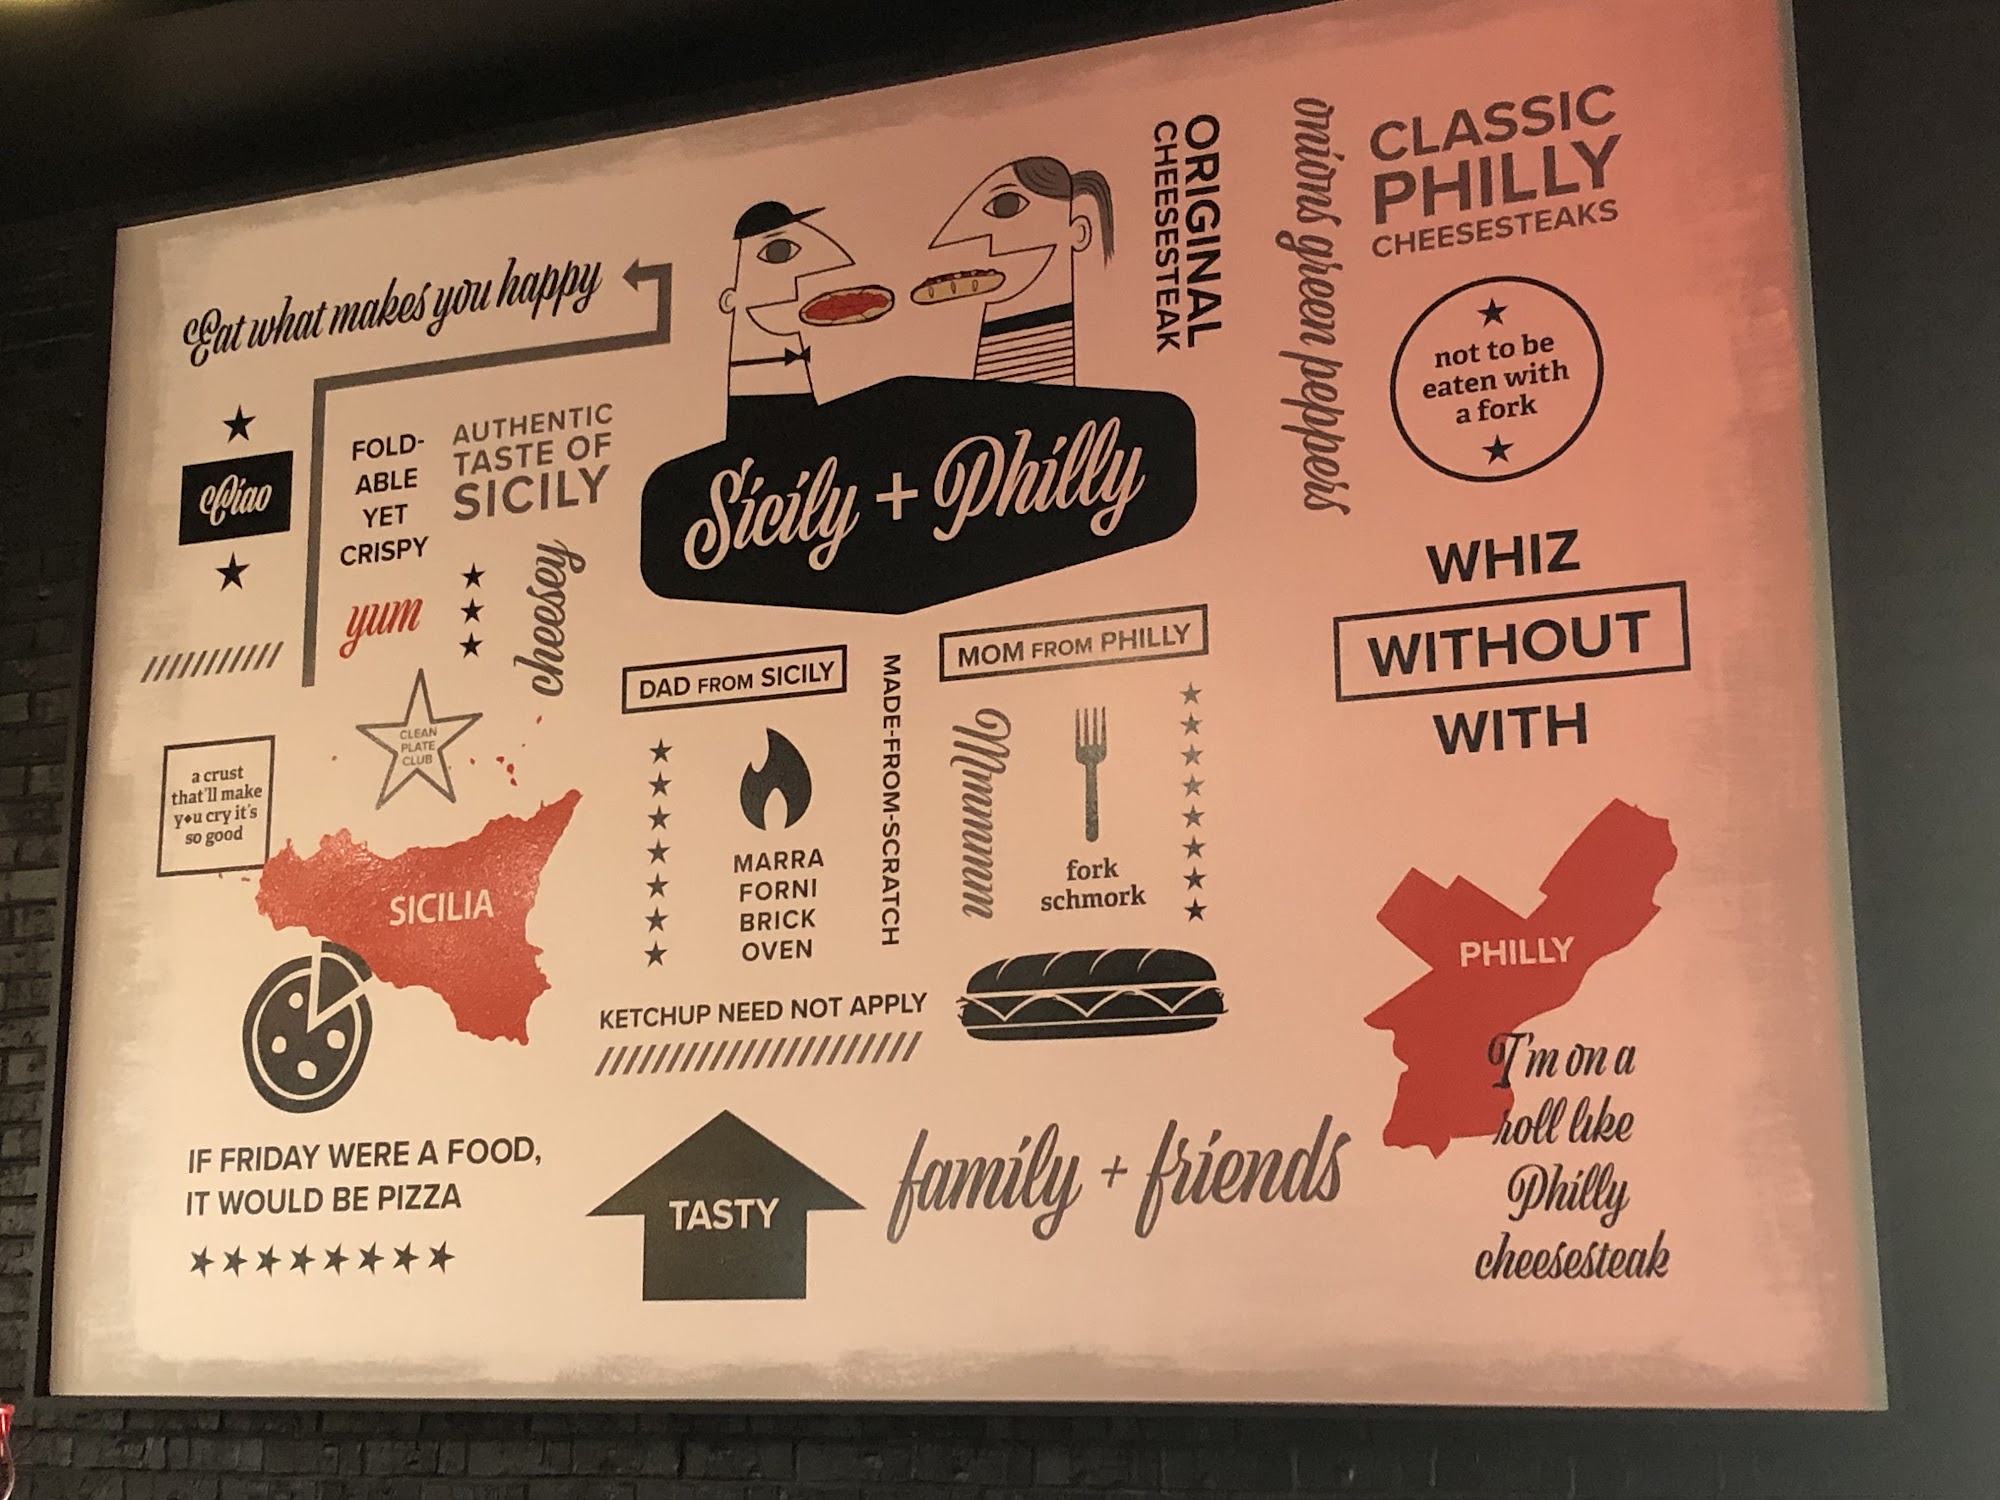 Eat what makes you happy
Ciao
FOLD-
ABLE
YET
CRISPY
yum
AUTHENTIC
TASTE OF
SICILY
cheesey
Sicily + Philly
ORIGINAL
CHEESESTEAK
onions green peppers
CLASSIC
PHILLY
CHEESESTEAKS
not to be
eaten with
a fork
WHIZ
WITHOUT
WITH
CLEAN
PLATE
CLUB
a crust
that'll make
you cry it's
so good
SICILIA
DAD FROM SICILY
MARRA
FORNI
BRICK
OVEN
MADE-FROM-SCRATCH
MOM FROM PHILLY
Mmmmm
fork
schmork
KETCHUP NEED NOT APPLY
PHILLY
I'm on a
roll like
Philly
cheesesteak
IF FRIDAY WERE A FOOD,
IT WOULD BE PIZZA
TASTY
family + friends